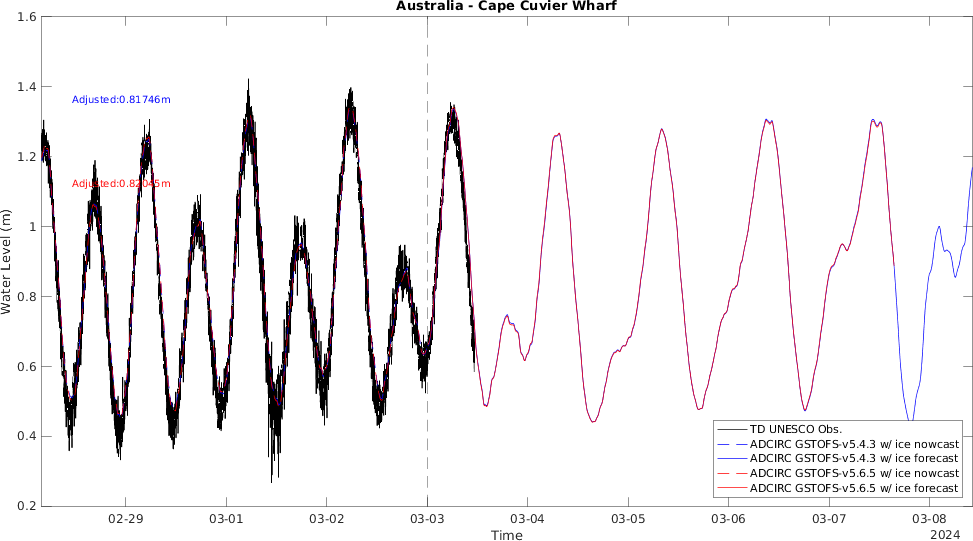 Australia - Cape Cuvier Wharf
1.6
1.4
1.2
1
0.8
0.6
0.4
0.2
Water Level (m)
Adjusted:0.81746m
Adjusted:0.82045m
TD UNESCO Obs.
ADCIRC GSTOFS-v5.4.3 w/ ice nowcast
ADCIRC GSTOFS-v5.4.3 w/ ice forecast
ADCIRC GSTOFS-v5.6.5 w/ ice nowcast
ADCIRC GSTOFS-v5.6.5 w/ ice forecast
02-29 03-01 03-02 03-03 03-04 03-05 03-06 03-07 03-08
Time
2024